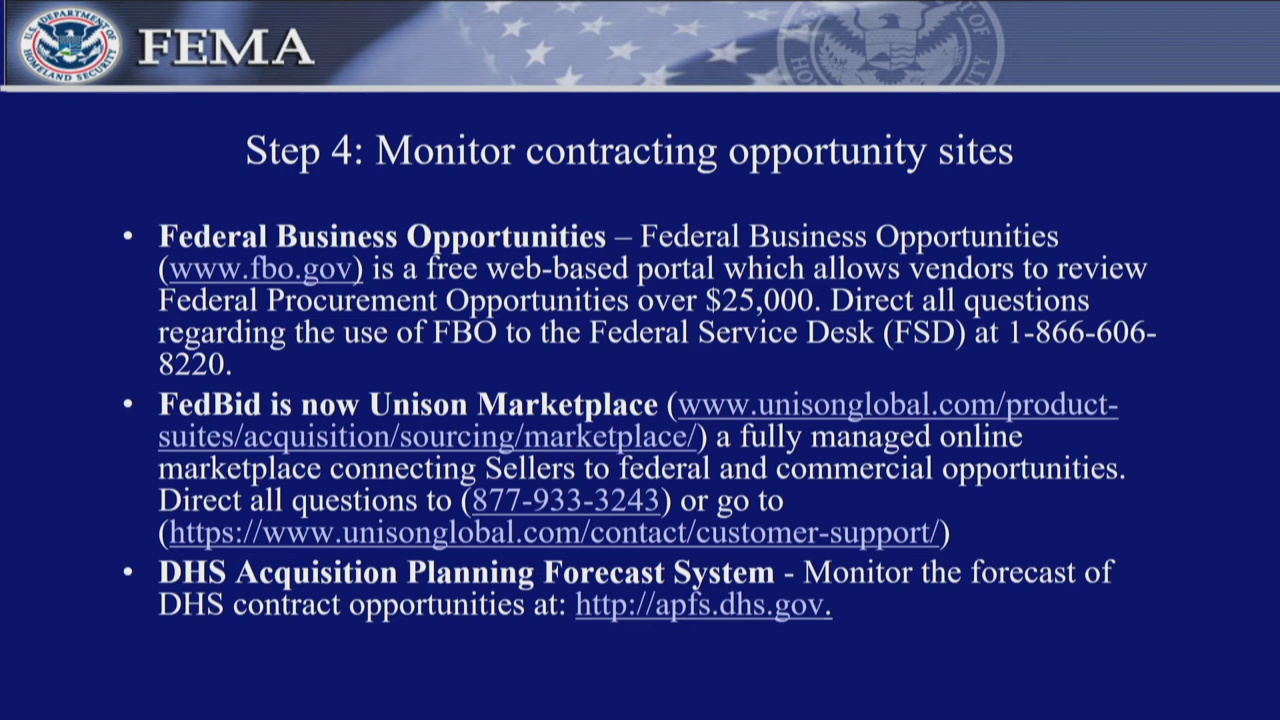 U.S. DEPARTMENT OF
HOMELAND SECURITY
FEMA
Step 4: Monitor contracting opportunity sites
• Federal Business Opportunities – Federal Business Opportunities
(www.fbo.gov) is a free web-based portal which allows vendors to review
Federal Procurement Opportunities over $25,000. Direct all questions
regarding the use of FBO to the Federal Service Desk (FSD) at 1-866-606-
8220.
• FedBid is now Unison Marketplace (www.unisonglobal.com/product-
suites/acquisition/sourcing/marketplace/) a fully managed online
marketplace connecting Sellers to federal and commercial opportunities.
Direct all questions to (877-933-3243) or go to
(https://www.unisonglobal.com/contact/customer-support/)
• DHS Acquisition Planning Forecast System - Monitor the forecast of
DHS contract opportunities at: http://apfs.dhs.gov.